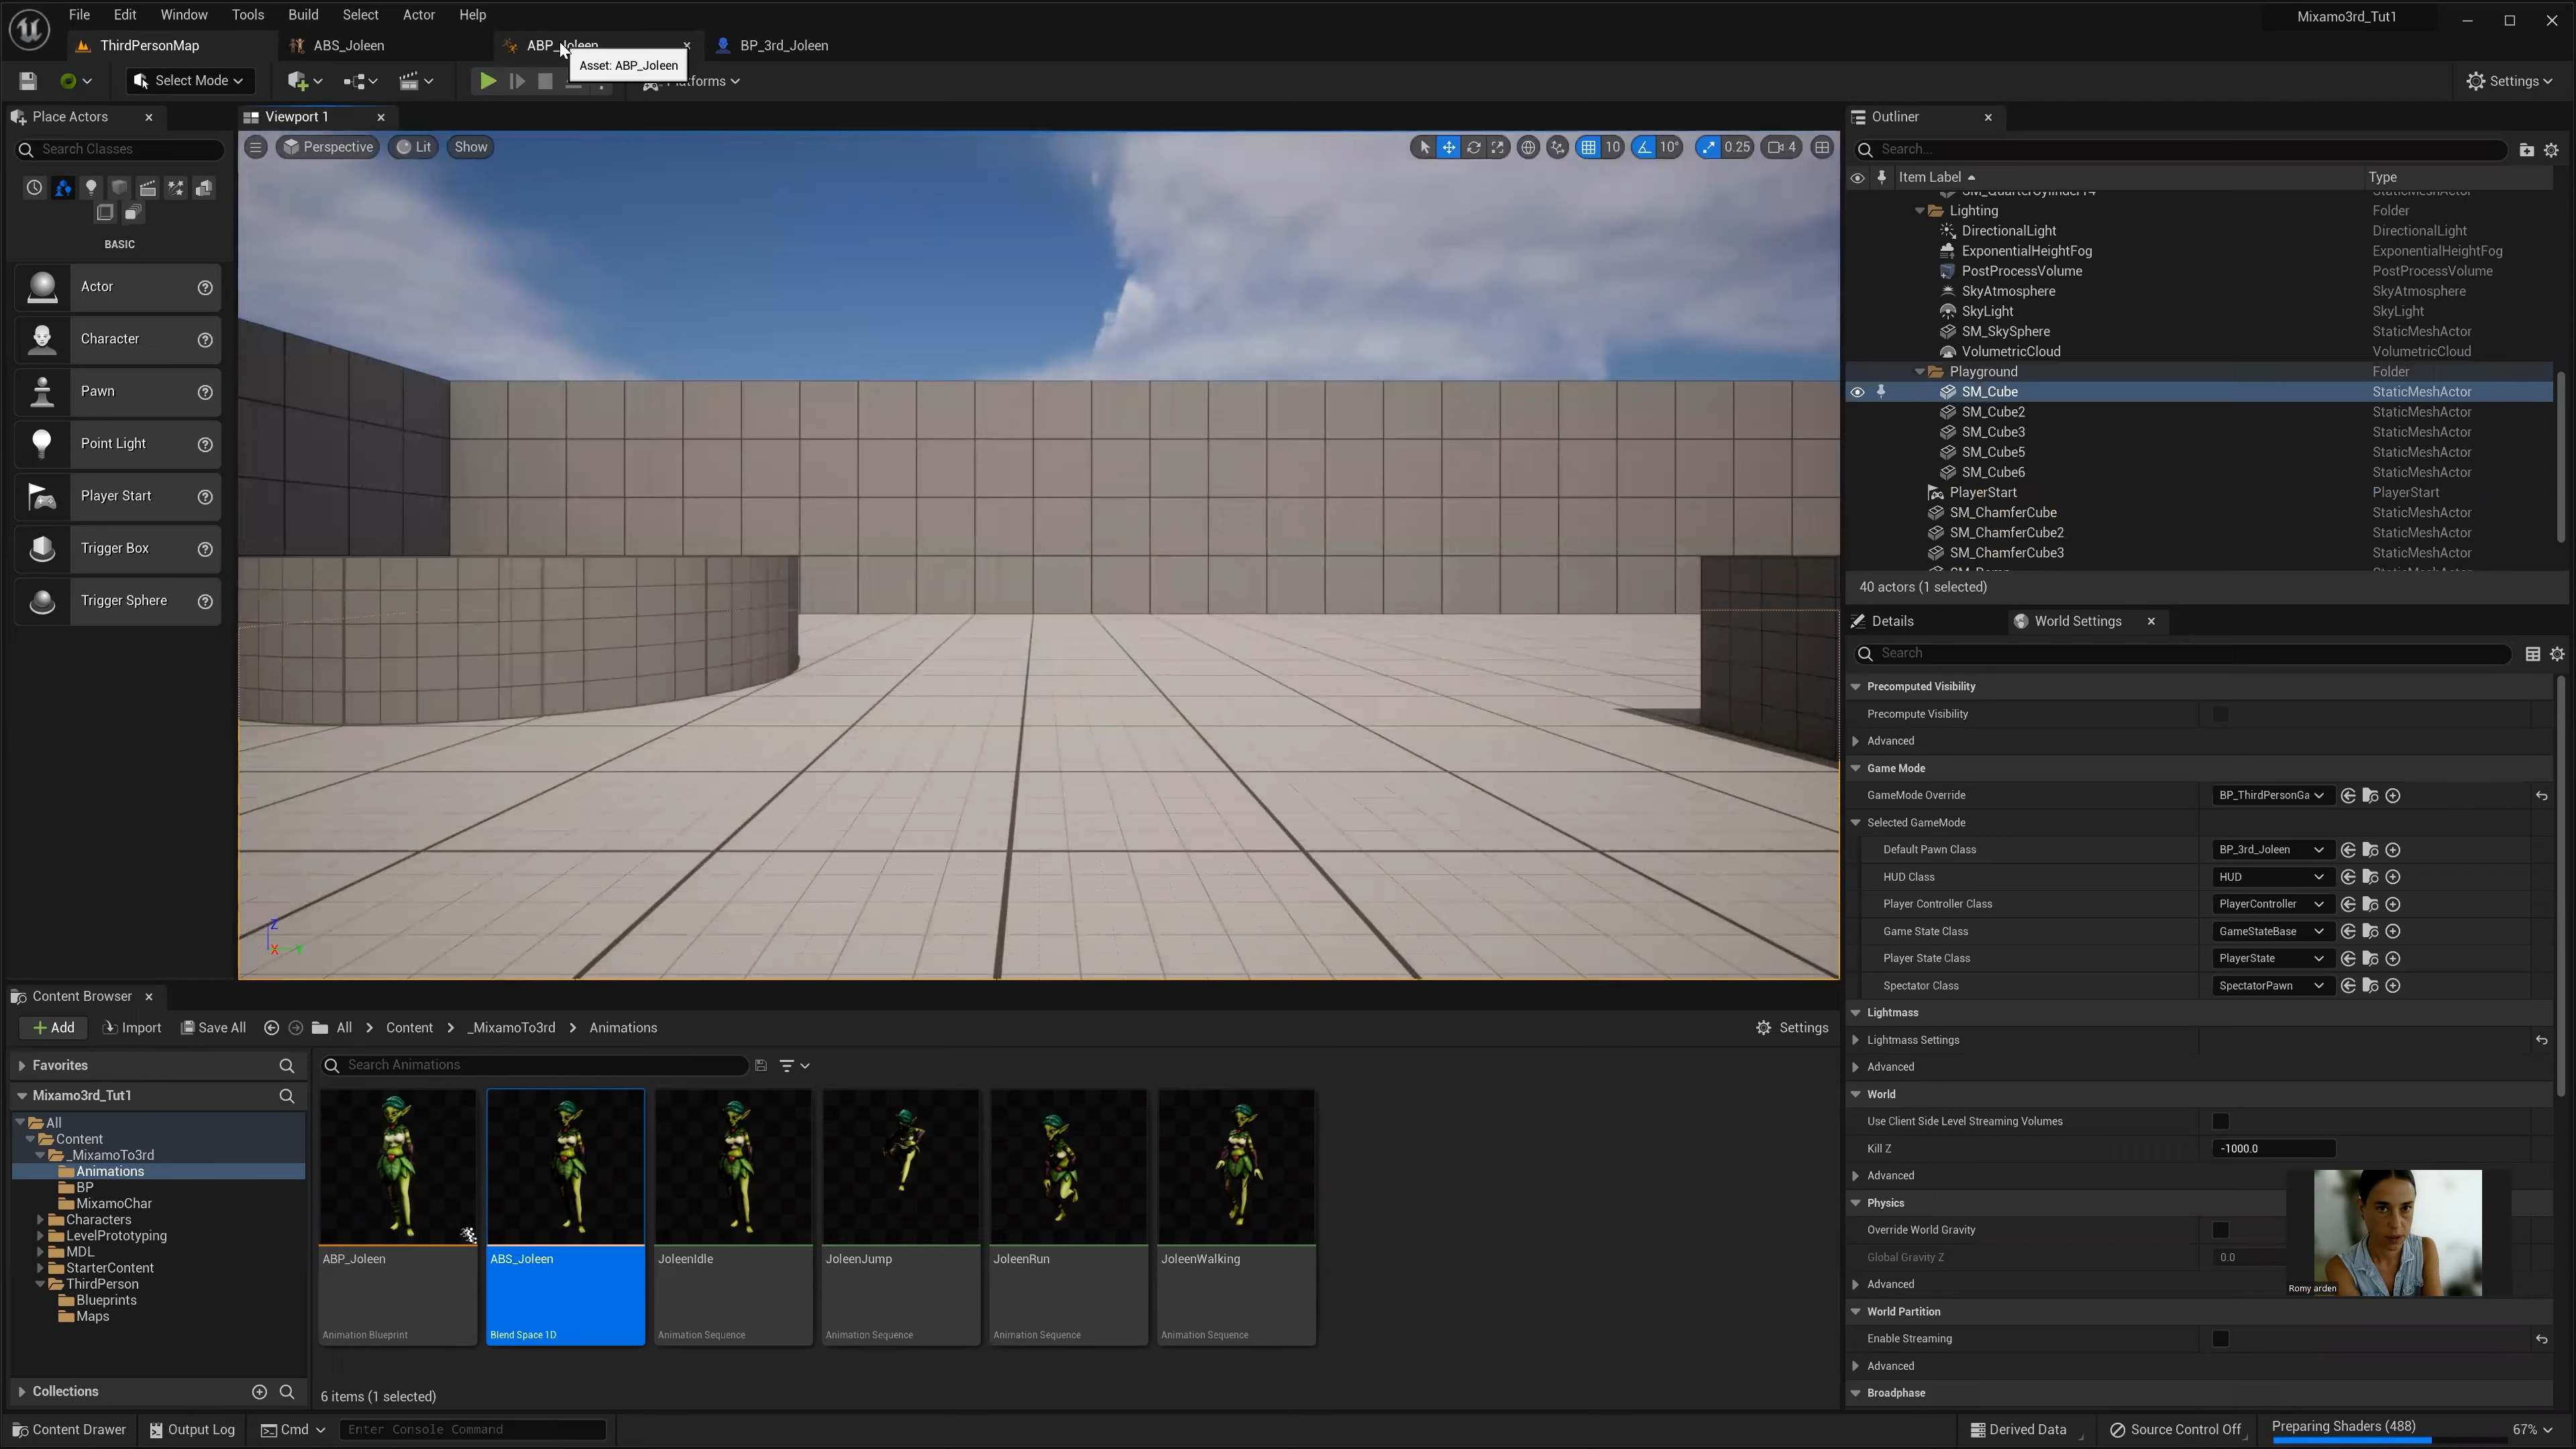 File Edit Window Tools Build Select Actor Help
Mixamo3rd_Tut1
ThirdPersonMap
ABS_Joleen
ABP_Joleen
BP_3rd_Joleen
Asset: ABP_Joleen
Select Mode
Platforms
Settings
Place Actors
Search Classes
BASIC
Actor
Character
Pawn
Point Light
Player Start
Trigger Box
Trigger Sphere
Viewport 1
Perspective
Lit
Show
10
10°
0.25
4
Z
X
Y
Outliner
Search...
Item Label
Type
Lighting Folder
DirectionalLight DirectionalLight
ExponentialHeightFog ExponentialHeightFog
PostProcessVolume PostProcessVolume
SkyAtmosphere SkyAtmosphere
SkyLight SkyLight
SM_SkySphere StaticMeshActor
VolumetricCloud VolumetricCloud
Playground Folder
SM_Cube StaticMeshActor
SM_Cube2 StaticMeshActor
SM_Cube3 StaticMeshActor
SM_Cube5 StaticMeshActor
SM_Cube6 StaticMeshActor
PlayerStart PlayerStart
SM_ChamferCube StaticMeshActor
SM_ChamferCube2 StaticMeshActor
SM_ChamferCube3 StaticMeshActor
40 actors (1 selected)
Details
World Settings
Search
Precomputed Visibility
Precompute Visibility
Advanced
Game Mode
GameMode Override BP_ThirdPersonGa
Selected GameMode
Default Pawn Class BP_3rd_Joleen
HUD Class HUD
Player Controller Class PlayerController
Game State Class GameStateBase
Player State Class PlayerState
Spectator Class SpectatorPawn
Lightmass
Lightmass Settings
Advanced
World
Use Client Side Level Streaming Volumes
Kill Z -1000.0
Advanced
Physics
Override World Gravity
Global Gravity Z 0.0
Advanced
World Partition
Enable Streaming
Advanced
Broadphase
Romy arden
Content Browser
Add
Import
Save All
All
Content
_MixamoTo3rd
Animations
Settings
Favorites
Mixamo3rd_Tut1
All
Content
_MixamoTo3rd
Animations
BP
MixamoChar
Characters
LevelPrototyping
MDL
StarterContent
ThirdPerson
Blueprints
Maps
Collections
Search Animations
ABP_Joleen
Animation Blueprint
ABS_Joleen
Blend Space 1D
JoleenIdle
Animation Sequence
JoleenJump
Animation Sequence
JoleenRun
Animation Sequence
JoleenWalking
Animation Sequence
6 items (1 selected)
Content Drawer
Output Log
Cmd
Enter Console Command
Derived Data
Source Control Off
Preparing Shaders (488)
67%